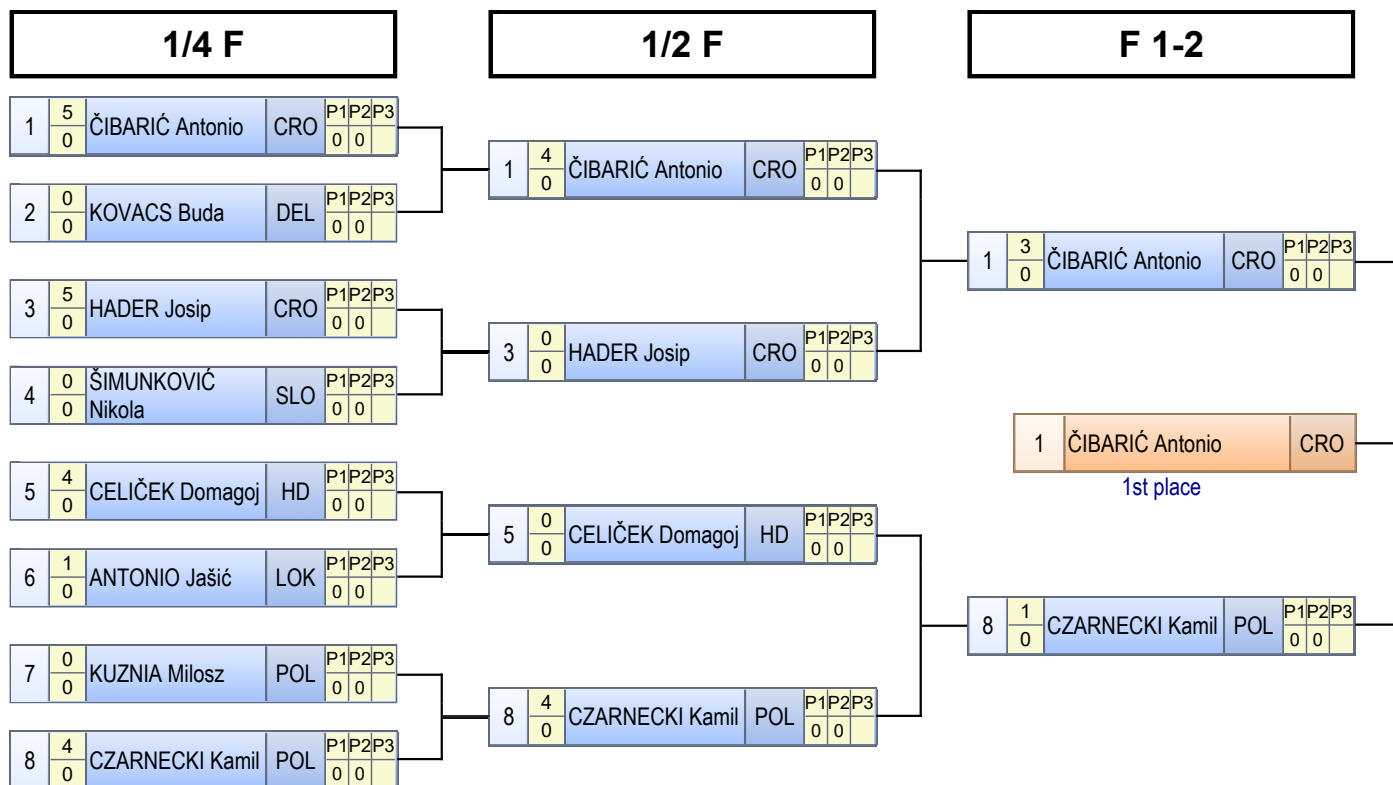 1/4 F
1/2 F
F 1-2
1 5 0 ČIBARIĆ Antonio CRO P1 P2 P3 0 0
2 0 0 KOVACS Buda DEL P1 P2 P3 0 0
3 5 0 HADER Josip CRO P1 P2 P3 0 0
4 0 0 ŠIMUNKOVIĆ
Nikola SLO P1 P2 P3 0 0
5 4 0 CELIČEK Domagoj HD P1 P2 P3 0 0
6 1 0 ANTONIO Jašić LOK P1 P2 P3 0 0
7 0 0 KUZNIA Milosz POL P1 P2 P3 0 0
8 4 0 CZARNECKI Kamil POL P1 P2 P3 0 0
1 4 0 ČIBARIĆ Antonio CRO P1 P2 P3 0 0
3 0 0 HADER Josip CRO P1 P2 P3 0 0
5 0 0 CELIČEK Domagoj HD P1 P2 P3 0 0
8 4 0 CZARNECKI Kamil POL P1 P2 P3 0 0
1 3 0 ČIBARIĆ Antonio CRO P1 P2 P3 0 0
1 ČIBARIĆ Antonio CRO
1st place
8 1 0 CZARNECKI Kamil POL P1 P2 P3 0 0